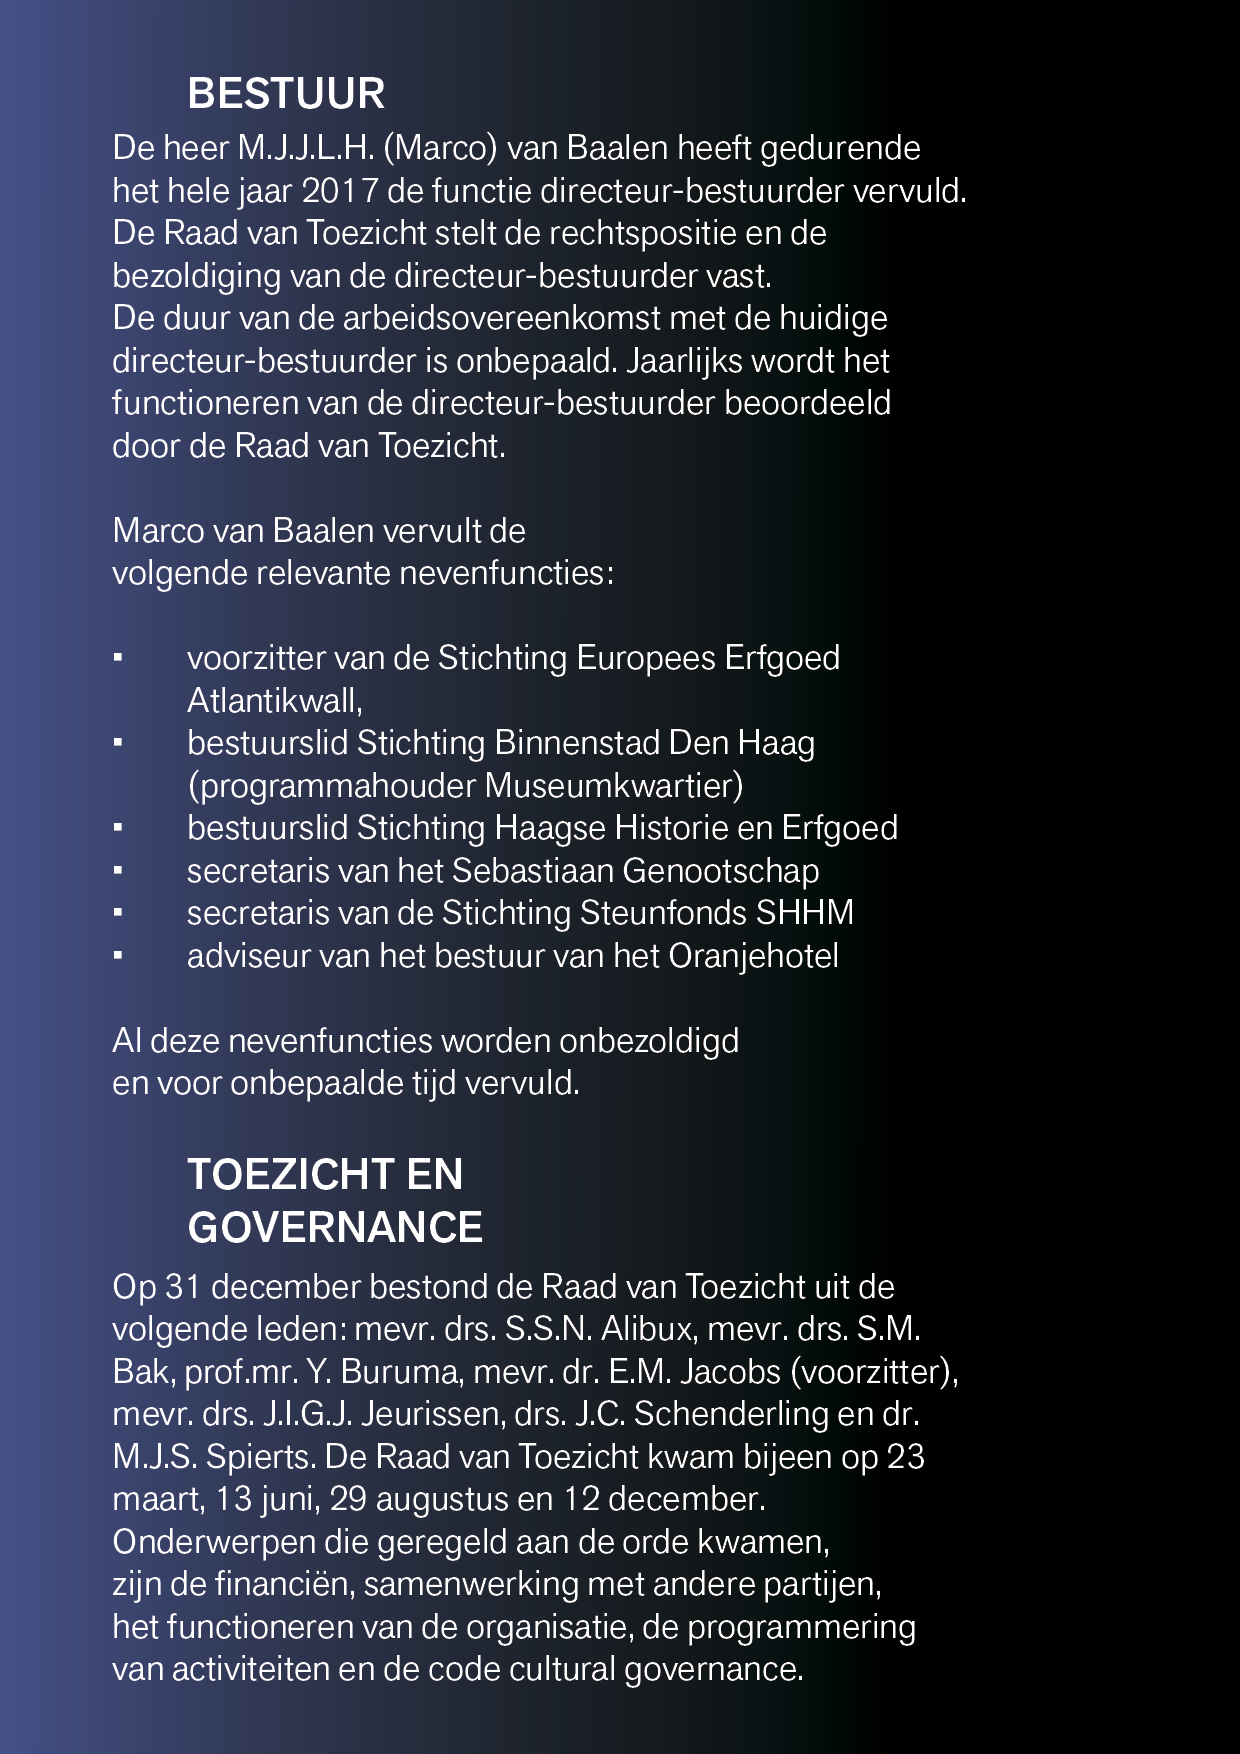 BESTUUR
De heer M.J.J.L.H. (Marco) van Baalen heeft gedurende
het hele jaar 2017 de functie directeur-bestuurder vervuld.
De Raad van Toezicht stelt de rechtspositie en de
bezoldiging van de directeur-bestuurder vast.
De duur van de arbeidsovereenkomst met de huidige
directeur-bestuurder is onbepaald. Jaarlijks wordt het
functioneren van de directeur-bestuurder beoordeeld
door de Raad van Toezicht.
Marco van Baalen vervult de
volgende relevante nevenfuncties:
▪ voorzitter van de Stichting Europees Erfgoed
Atlantikwall,
▪ bestuurslid Stichting Binnenstad Den Haag
(programmahouder Museumkwartier)
▪ bestuurslid Stichting Haagse Historie en Erfgoed
▪ secretaris van het Sebastiaan Genootschap
▪ secretaris van de Stichting Steunfonds SHHM
▪ adviseur van het bestuur van het Oranjehotel
Al deze nevenfuncties worden onbezoldigd
en voor onbepaalde tijd vervuld.
TOEZICHT EN
GOVERNANCE
Op 31 december bestond de Raad van Toezicht uit de
volgende leden: mevr. drs. S.S.N. Alibux, mevr. drs. S.M.
Bak, prof.mr. Y. Buruma, mevr. dr. E.M. Jacobs (voorzitter),
mevr. drs. J.I.G.J. Jeurissen, drs. J.C. Schenderling en dr.
M.J.S. Spierts. De Raad van Toezicht kwam bijeen op 23
maart, 13 juni, 29 augustus en 12 december.
Onderwerpen die geregeld aan de orde kwamen,
zijn de financiën, samenwerking met andere partijen,
het functioneren van de organisatie, de programmering
van activiteiten en de code cultural governance.